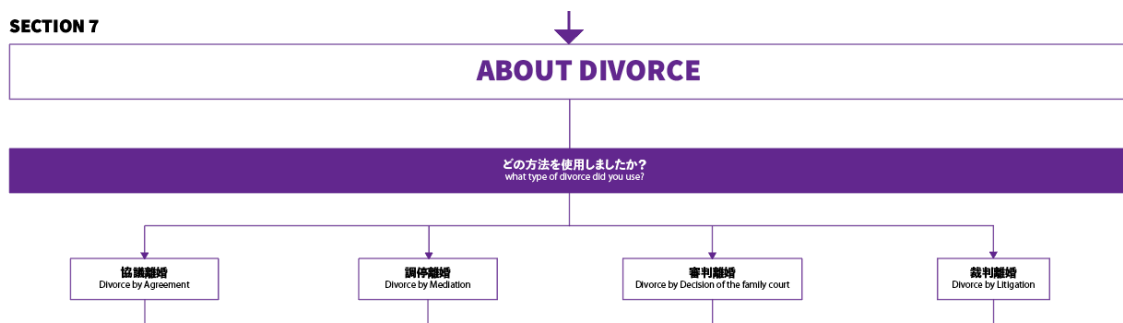 SECTION 7
ABOUT DIVORCE
どの方法を使用しましたか?
what type of divorce did you use?
協議離婚
Divorce by Agreement
調停離婚
Divorce by Mediation
審判離婚
Divorce by Decision of the family court
裁判離婚
Divorce by Litigation